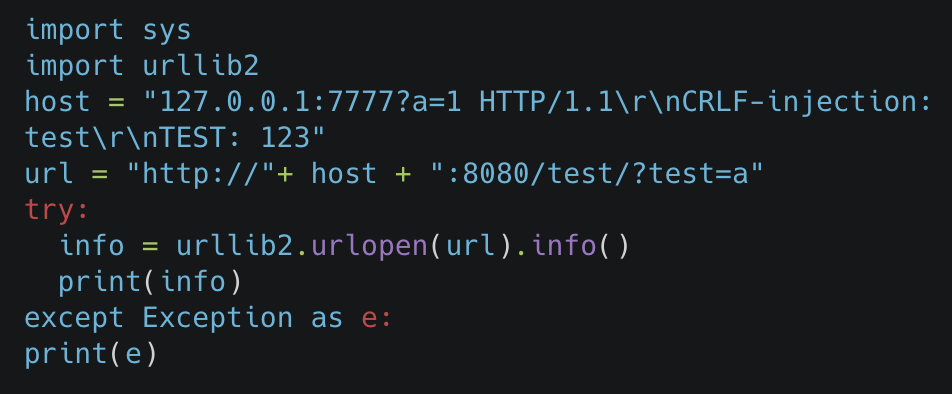 import sys
import urllib2
host = "127.0.0.1:7777?a=1 HTTP/1.1\r\nCRLF-injection:
test\r\nTEST: 123"
url = "http://"+ host + ":8080/test/?test=a"
try:
  info = urllib2.urlopen(url).info()
  print(info)
except Exception as e:
print(e)